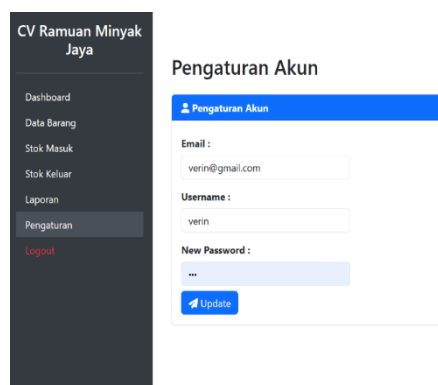 CV Ramuan Minyak
Jaya
Dashboard
Data Barang
Stok Masuk
Stok Keluar
Laporan
Pengaturan
Logout
Pengaturan Akun
Pengaturan Akun
Email :
verin@gmail.com
Username :
verin
New Password :
•••
Update